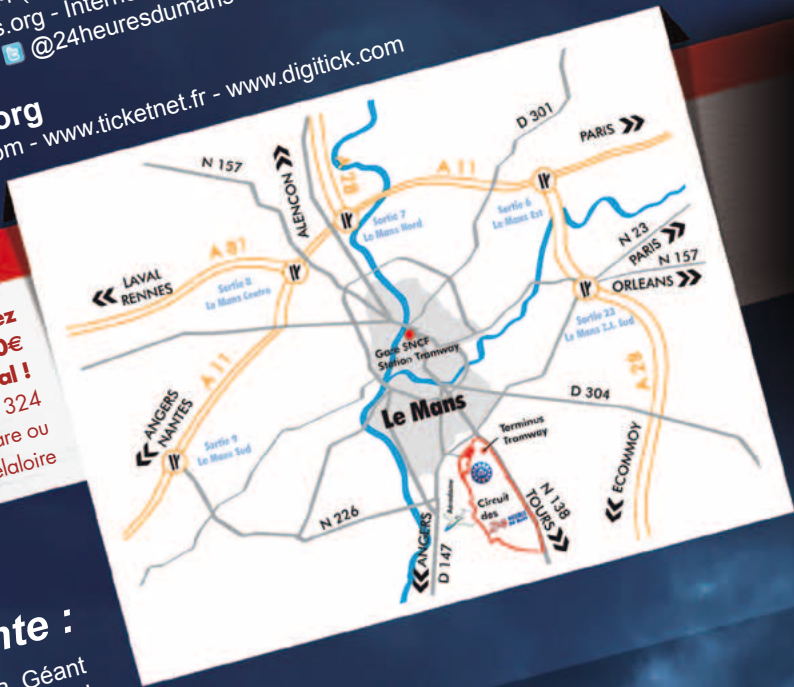 s.org - Intern
@24heuresdumans
org
om - www.ticketnet.fr - www.digitick.com
ez
0€
al !
324
are ou
elaloire
nte :
Géant
N 157
ALENCON
A 28
A 11
D 301
PARIS
Sortie 7
Le Mans Nord
Sortie 6
Le Mans Est
A 81
LAVAL
RENNES
Sortie 8
Le Mans Centre
N 23
PARIS
N 157
ORLEANS
Sortie 23
Le Mans Z.I. Sud
Gare SNCF
Station Tramway
A 11
Le Mans
D 304
A 28
ANGERS
NANTES
Sortie 9
Le Mans Sud
Terminus
Tramway
ECOMMOY
Circuit
des
N 138
TOURS
N 226
ANGERS
D 147